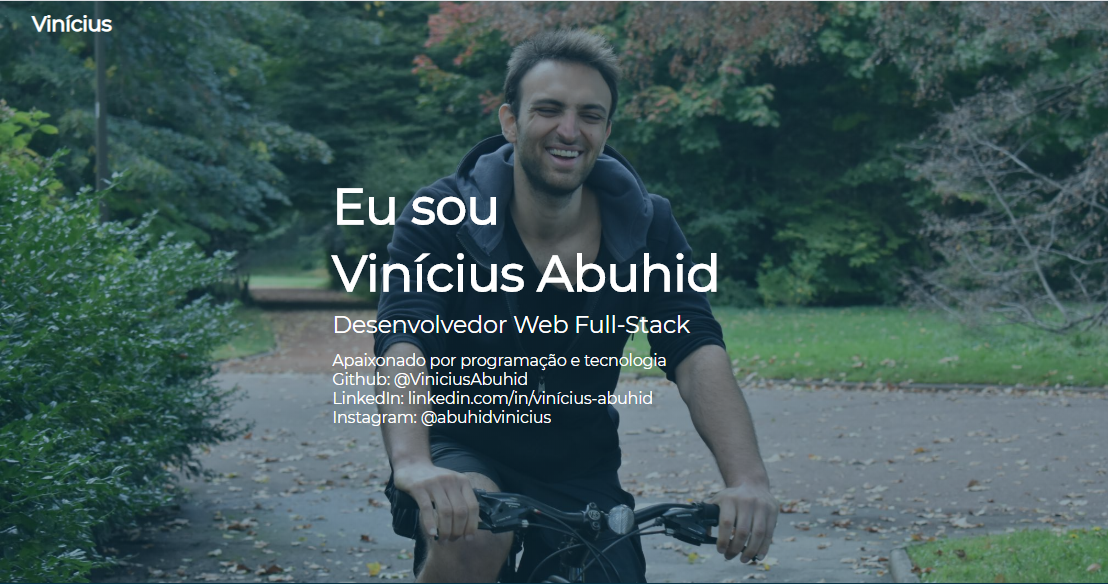 Vinícius
Eu sou
Vinícius Abuhid
Desenvolvedor Web Full-Stack
Apaixonado por programação e tecnologia
Github: @ViniciusAbuhid
LinkedIn: linkedin.com/in/vinícius-abuhid
Instagram: @abuhidvinicius